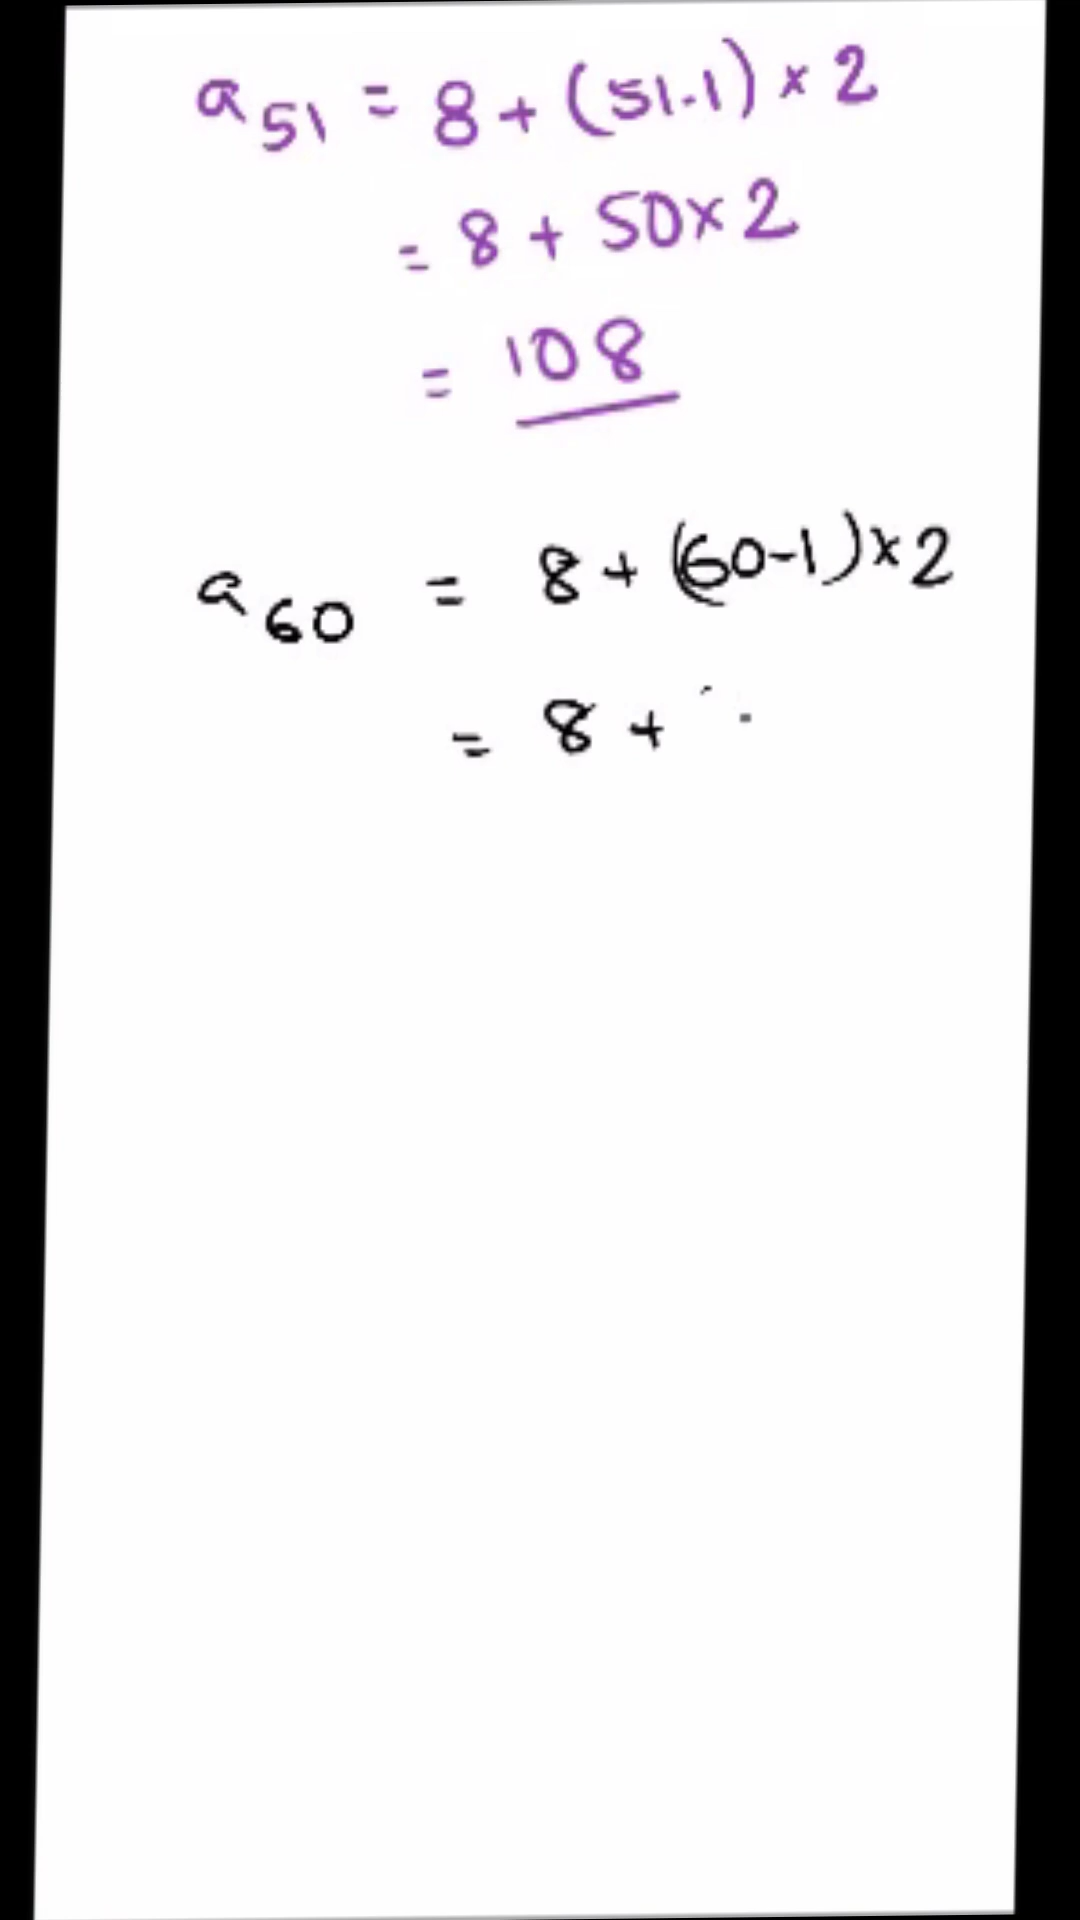 a51 = 8 + (51-1) × 2
= 8 + 50 × 2
= 108
a60 = 8 + (60-1) × 2
= 8 +